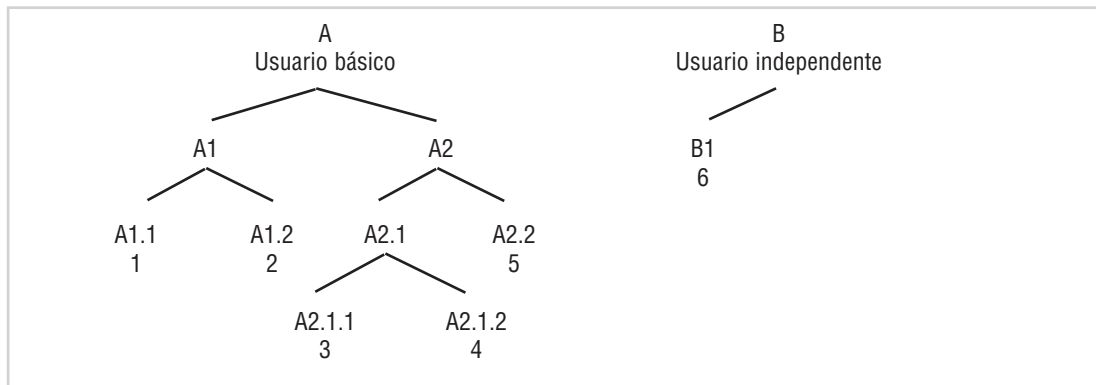 A B
Usuario básico Usuario independente
A1 A2 B1
6
A1.1 A1.2 A2.1 A2.2
1 2 5
A2.1.1 A2.1.2
3 4